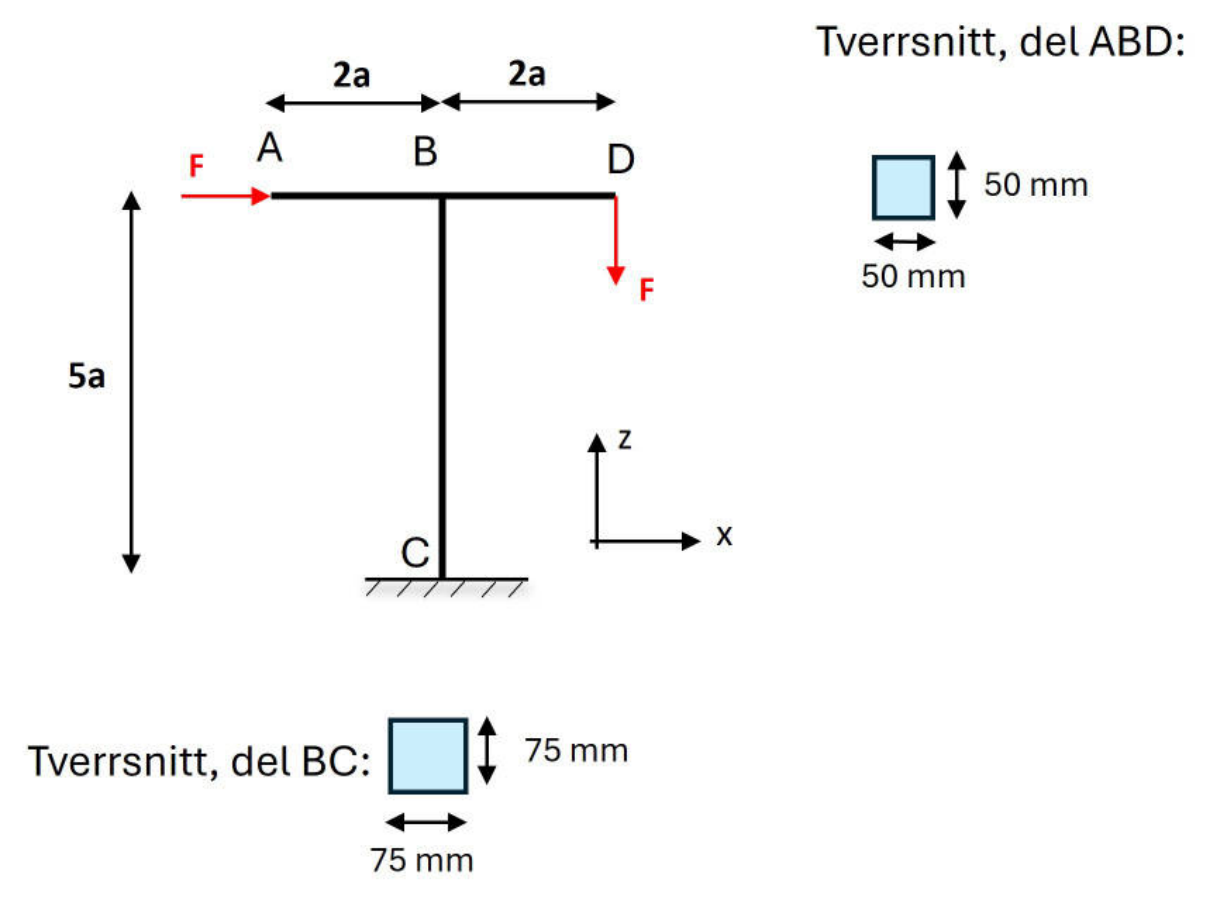 Tverrsnitt, del ABD:
2a
2a
A
B
D
F
50 mm
50 mm
F
5a
z
x
C
Tverrsnitt, del BC:
75 mm
75 mm